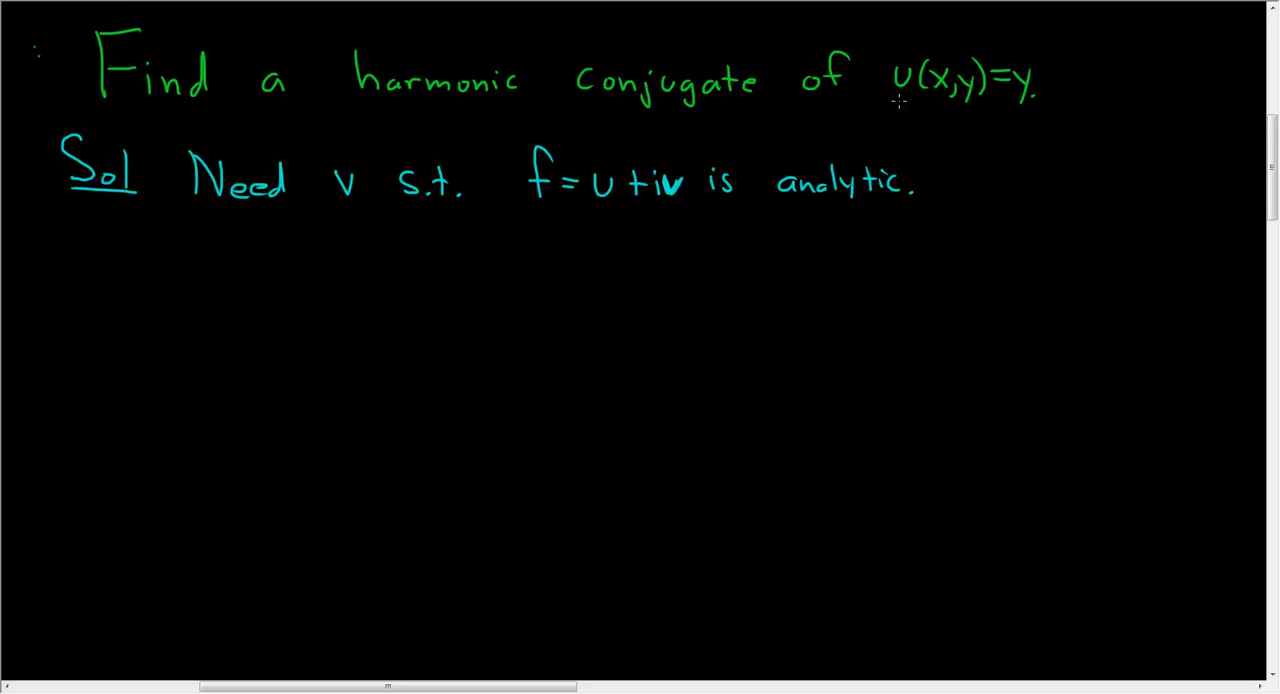 Find a harmonic conjugate of u(x,y)=y.
Sol Need v s.t. f=u+iv is analytic.